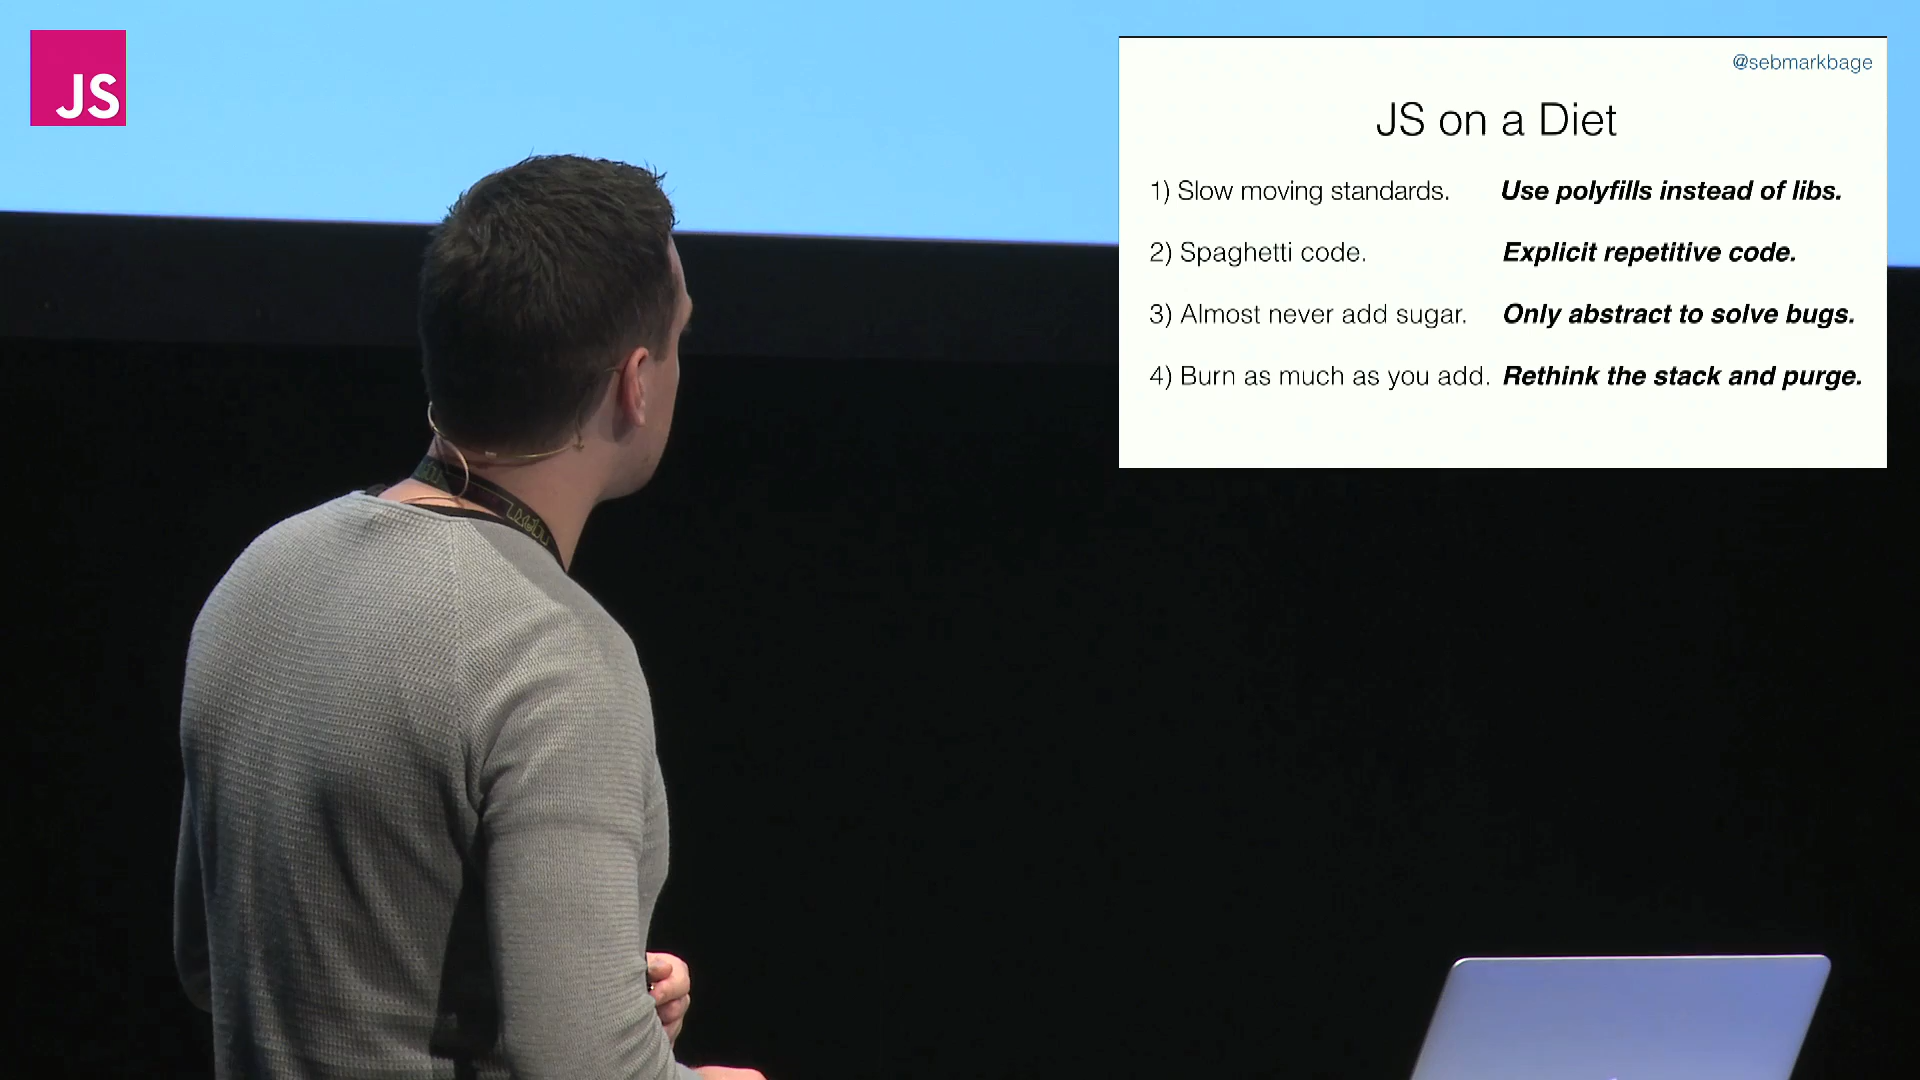 JS
@sebmarkbage
JS on a Diet
1) Slow moving standards. Use polyfills instead of libs.
2) Spaghetti code. Explicit repetitive code.
3) Almost never add sugar. Only abstract to solve bugs.
4) Burn as much as you add. Rethink the stack and purge.